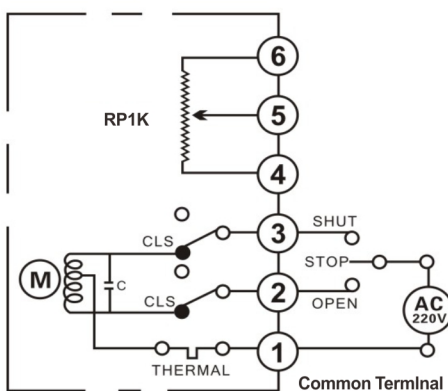 6
RP1K
5
4
3
SHUT
CLS
STOP
M
C
AC
220V
2
CLS
OPEN
1
THERMAL
Common Terminal